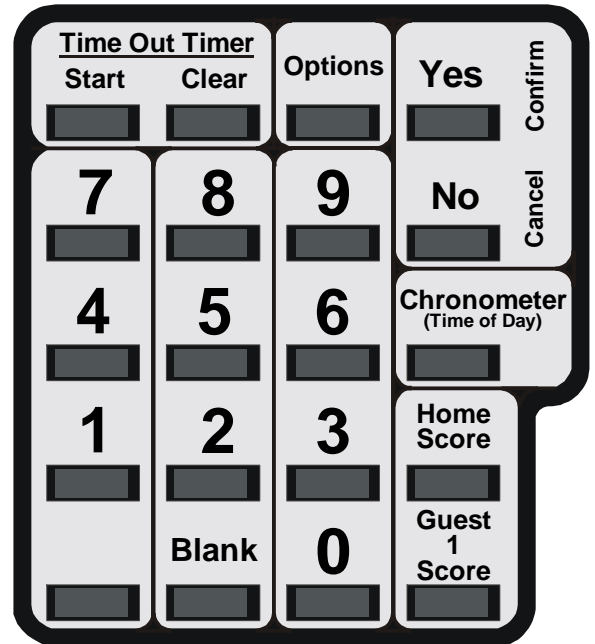 Time Out Timer
Start Clear
Options
Yes
Confirm
7 8 9
No
Cancel
4 5 6
Chronometer
(Time of Day)
1 2 3
Home
Score
Blank 0
Guest
1
Score